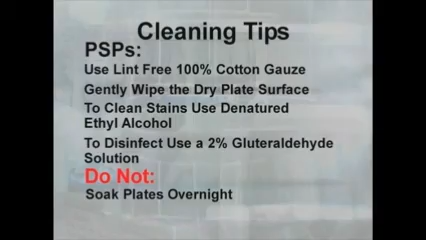 Cleaning Tips
PSPs:
Use Lint Free 100% Cotton Gauze
Gently Wipe the Dry Plate Surface
To Clean Stains Use Denatured
Ethyl Alcohol
To Disinfect Use a 2% Gluteraldehyde
Solution
Do Not:
Soak Plates Overnight